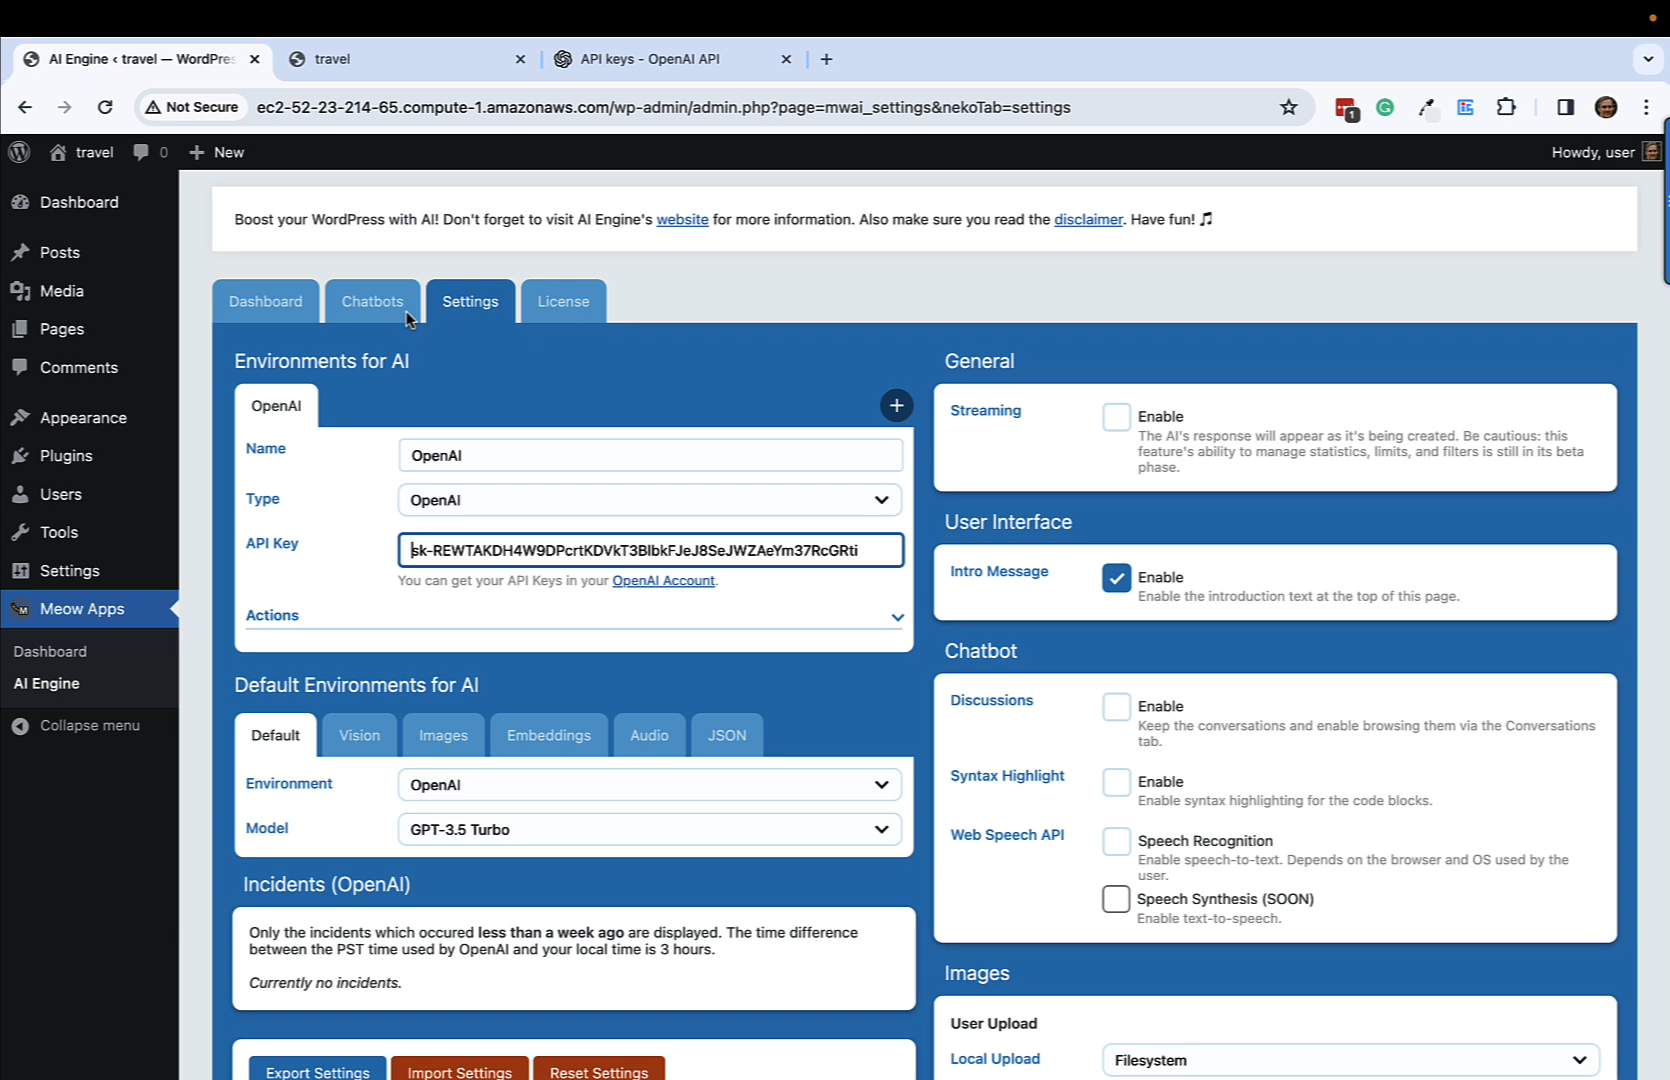 AI Engine ‹ travel — WordPres
travel
API keys - OpenAI API
Not Secure
ec2-52-23-214-65.compute-1.amazonaws.com/wp-admin/admin.php?page=mwai_settings&nekoTab=settings
1
travel
0
New
Howdy, user
Dashboard
Posts
Media
Pages
Comments
Appearance
Plugins
Users
Tools
Settings
Meow Apps
Dashboard
AI Engine
Collapse menu
Boost your WordPress with AI! Don't forget to visit AI Engine's website for more information. Also make sure you read the disclaimer. Have fun! 🎵
Dashboard
Chatbots
Settings
License
Environments for AI
OpenAI
Name
OpenAI
Type
OpenAI
API Key
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
You can get your API Keys in your OpenAI Account.
Actions
Default Environments for AI
Default
Vision
Images
Embeddings
Audio
JSON
Environment
OpenAI
Model
GPT-3.5 Turbo
Incidents (OpenAI)
Only the incidents which occured less than a week ago are displayed. The time difference
between the PST time used by OpenAI and your local time is 3 hours.
Currently no incidents.
Export Settings
Import Settings
Reset Settings
General
Streaming
Enable
The AI's response will appear as it's being created. Be cautious: this
feature's ability to manage statistics, limits, and filters is still in its beta
phase.
User Interface
Intro Message
Enable
Enable the introduction text at the top of this page.
Chatbot
Discussions
Enable
Keep the conversations and enable browsing them via the Conversations
tab.
Syntax Highlight
Enable
Enable syntax highlighting for the code blocks.
Web Speech API
Speech Recognition
Enable speech-to-text. Depends on the browser and OS used by the
user.
Speech Synthesis (SOON)
Enable text-to-speech.
Images
User Upload
Local Upload
Filesystem